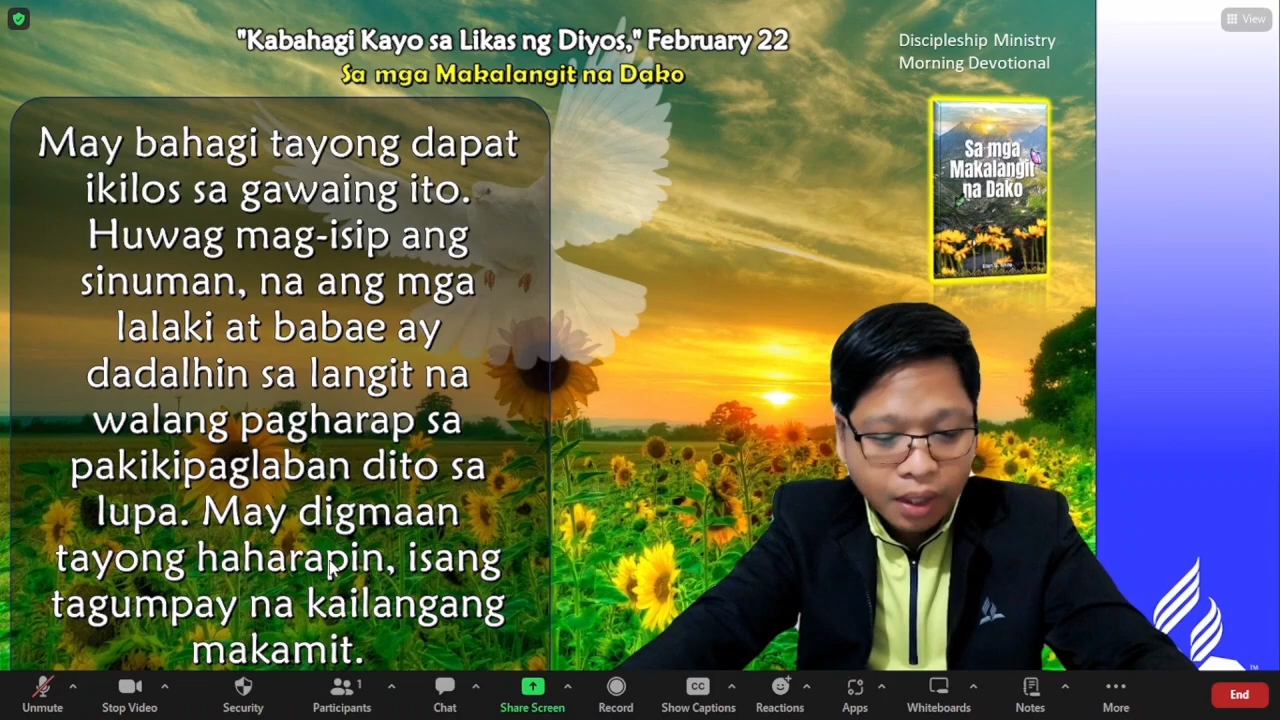 "Kabahagi Kayo sa Likas ng Diyos," February 22
Sa mga Makalangit na Dako
Discipleship Ministry
Morning Devotional
View
Sa mga
Makalangit
na Dako
May bahagi tayong dapat
ikilos sa gawaing ito.
Huwag mag-isip ang
sinuman, na ang mga
lalaki at babae ay
dadalhin sa langit na
walang pagharap sa
pakikipaglaban dito sa
lupa. May digmaan
tayong haharapin, isang
tagumpay na kailangang
makamit.
TM
Unmute
Stop Video
Security
Participants
1
Chat
Share Screen
Record
CC
Show Captions
Reactions
Apps
Whiteboards
Notes
More
End